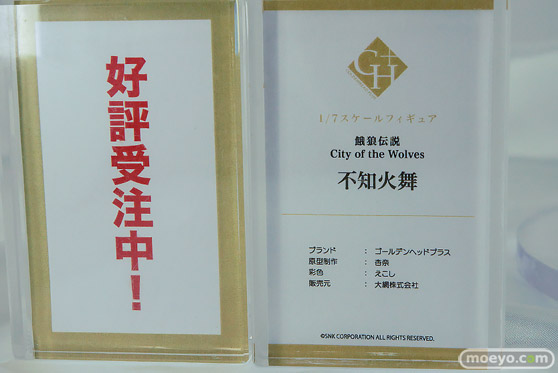 好評受注中！
G+H
1/7スケールフィギュア
餓狼伝説
City of the Wolves
不知火舞
ブランド ： ゴールデンヘッドプラス
原型制作 ： 杏奈
彩色 ： えこし
販売元 ： 大網株式会社
©SNK CORPORATION ALL RIGHTS RESERVED.
moeyo.com